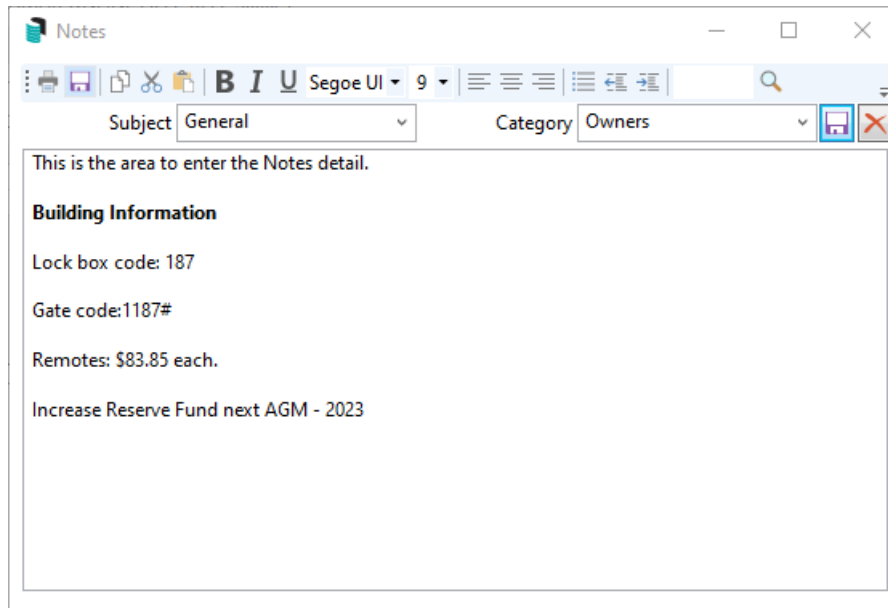 Notes
B I U Segoe UI 9
Subject General Category Owners
This is the area to enter the Notes detail.
Building Information
Lock box code: 187
Gate code:1187#
Remotes: $83.85 each.
Increase Reserve Fund next AGM - 2023